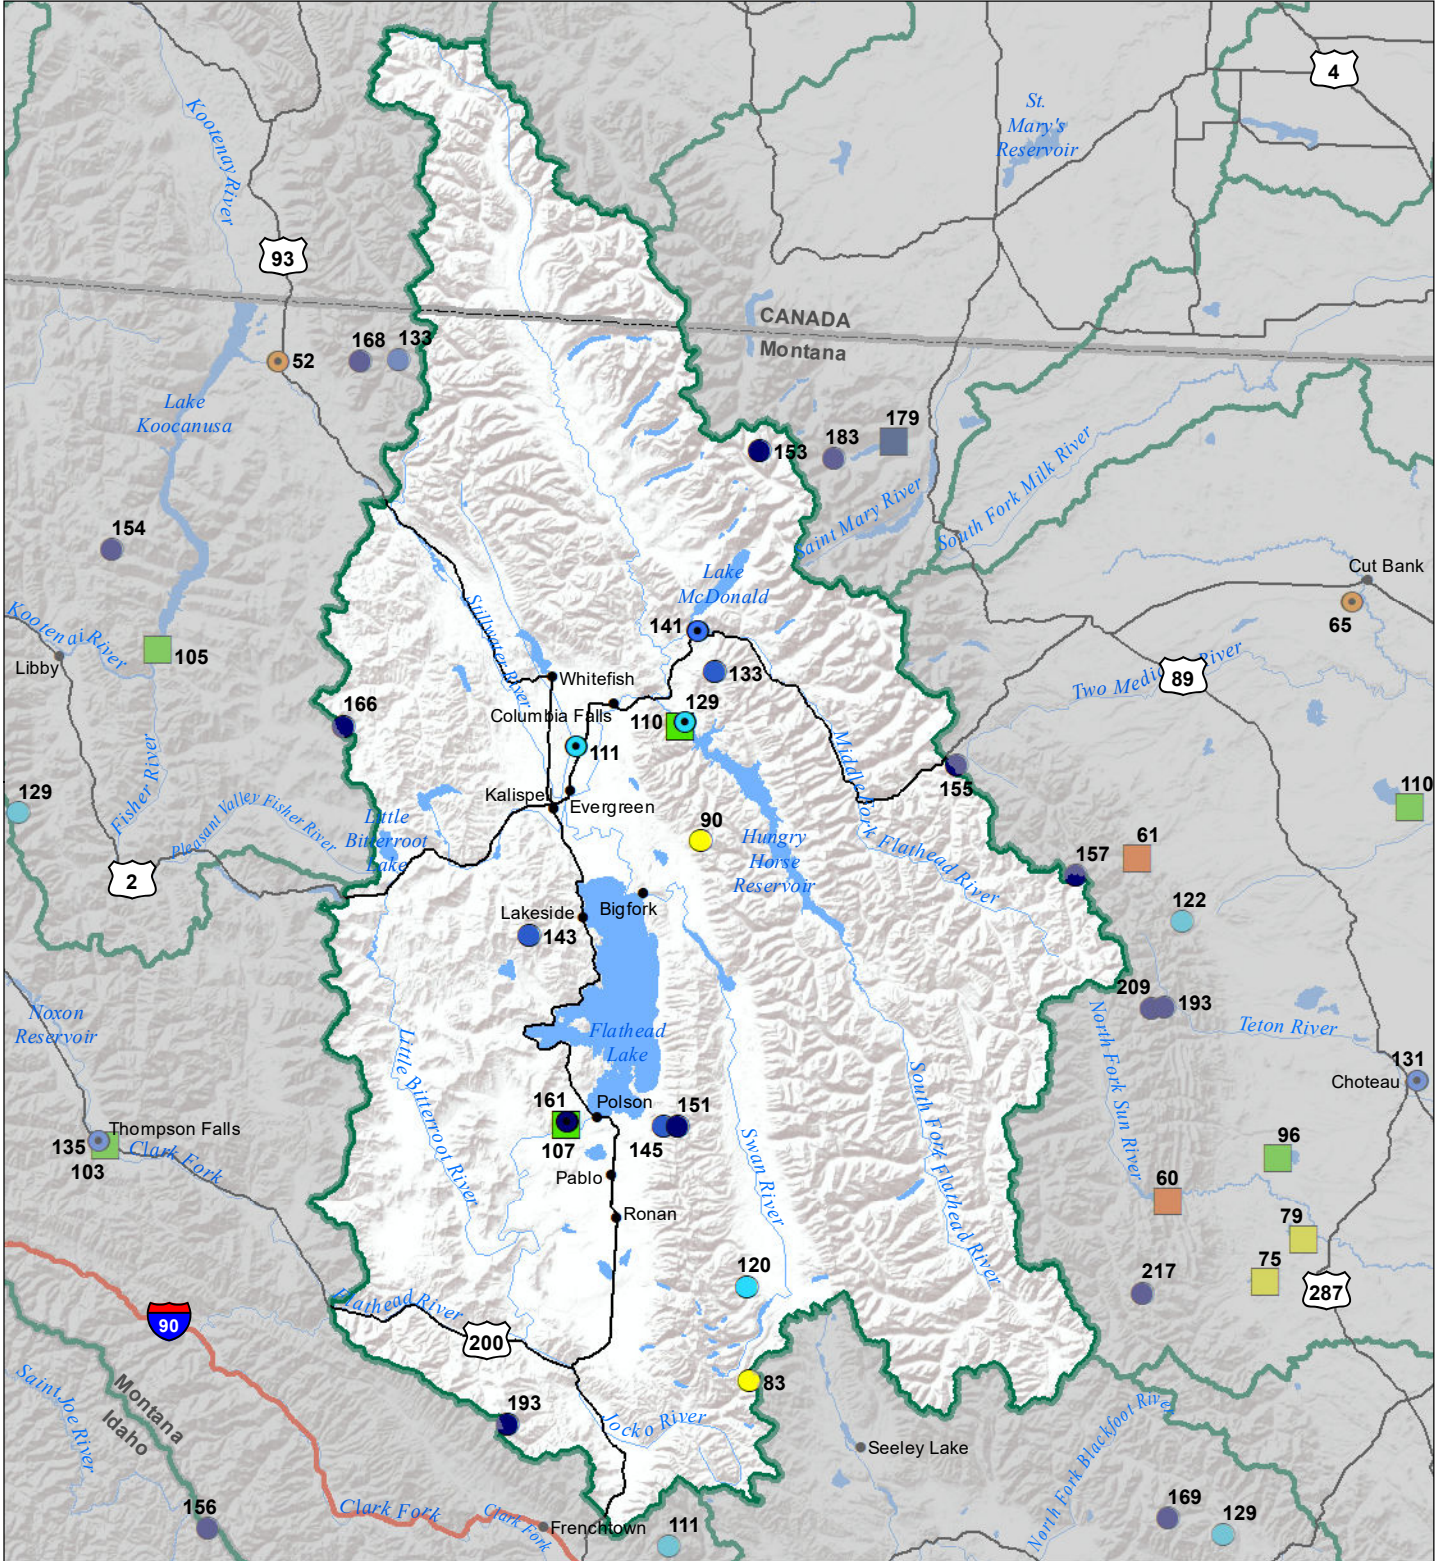 4
St.
Mary's
Reservoir
Kootenay River
93
CANADA
Montana
168
133
52
Lake
Koocanusa
179
183
153
Saint Mary River
South Fork Milk River
154
Lake
McDonald
Cut Bank
65
Kootenai River
Libby
105
Stillwater River
141
133
Two Medicine River
89
Whitefish
Columbia Falls
129
110
166
111
Middle Fork Flathead River
155
Fisher River
129
Pleasant Valley Fisher River
Kalispel
Evergreen
110
Little
Bitterroot
Lake
90
Hungry
Horse
Reservoir
61
157
2
122
Lakeside
Bigfork
143
209
193
Noxon
Reservoir
Flathead
Lake
North Fork Sun River
Teton River
Little Bitterroot River
South Fork Flathead River
131
Choteau
161
Polson
151
107
145
Thompson Falls
135
103
Clark Fork
96
Swan River
Pablo
60
Ronan
79
75
120
217
287
Flathead River
90
200
83
Saint Joe River
Montana
Idaho
193
Jocko River
Seeley Lake
North Fork Blackfoot River
156
Clark Fork
Clark Fork
Frenchtown
111
169
129